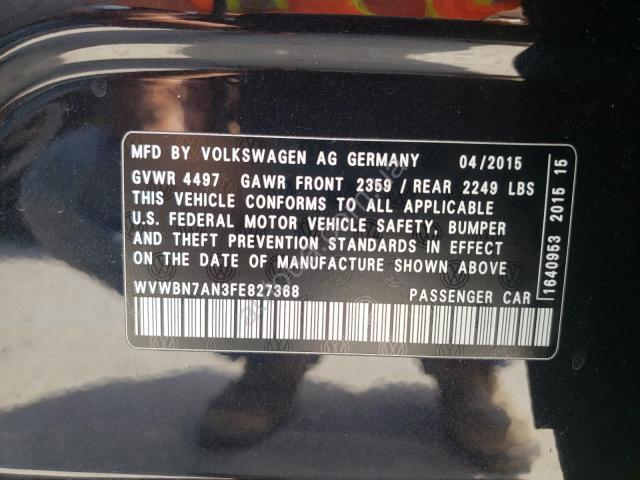 MFD BY VOLKSWAGEN AG GERMANY 04/2015
GVWR 4497 GAWR FRONT 2359 / REAR 2249 LBS
THIS VEHICLE CONFORMS TO ALL APPLICABLE
U.S. FEDERAL MOTOR VEHICLE SAFETY, BUMPER
AND THEFT PREVENTION STANDARDS IN EFFECT
ON THE DATE OF MANUFACTURE SHOWN ABOVE
WVWBN7AN3FE827368 PASSENGER CAR
1640953 2015 15